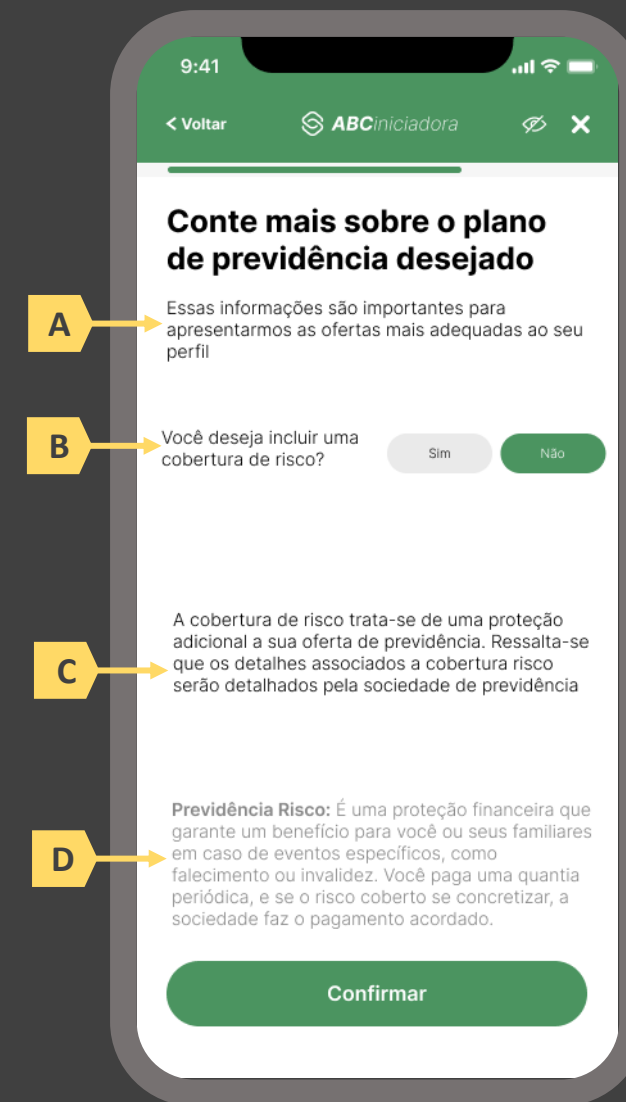 9:41
< Voltar
ABCiniciadora
Conte mais sobre o plano
de previdência desejado
A
Essas informações são importantes para
apresentarmos as ofertas mais adequadas ao seu
perfil
B
Você deseja incluir uma
cobertura de risco?
Sim
Não
C
A cobertura de risco trata-se de uma proteção
adicional a sua oferta de previdência. Ressalta-se
que os detalhes associados a cobertura risco
serão detalhados pela sociedade de previdência
D
Previdência Risco: É uma proteção financeira que
garante um benefício para você ou seus familiares
em caso de eventos específicos, como
falecimento ou invalidez. Você paga uma quantia
periódica, e se o risco coberto se concretizar, a
sociedade faz o pagamento acordado.
Confirmar